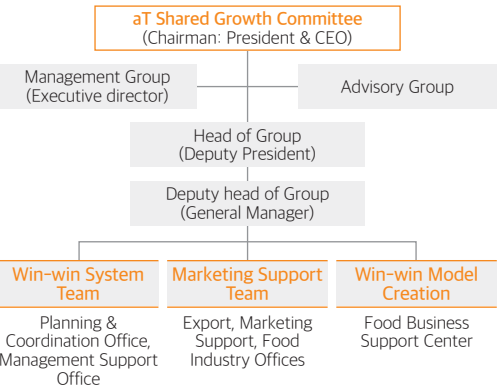 aT Shared Growth Committee
(Chairman: President & CEO)
Management Group
(Executive director)
Advisory Group
Head of Group
(Deputy President)
Deputy head of Group
(General Manager)
Win-win System
Team
Marketing Support
Team
Win-win Model
Creation
Planning &
Coordination Office,
Management Support
Office
Export, Marketing
Support, Food
Industry Offices
Food Business
Support Center